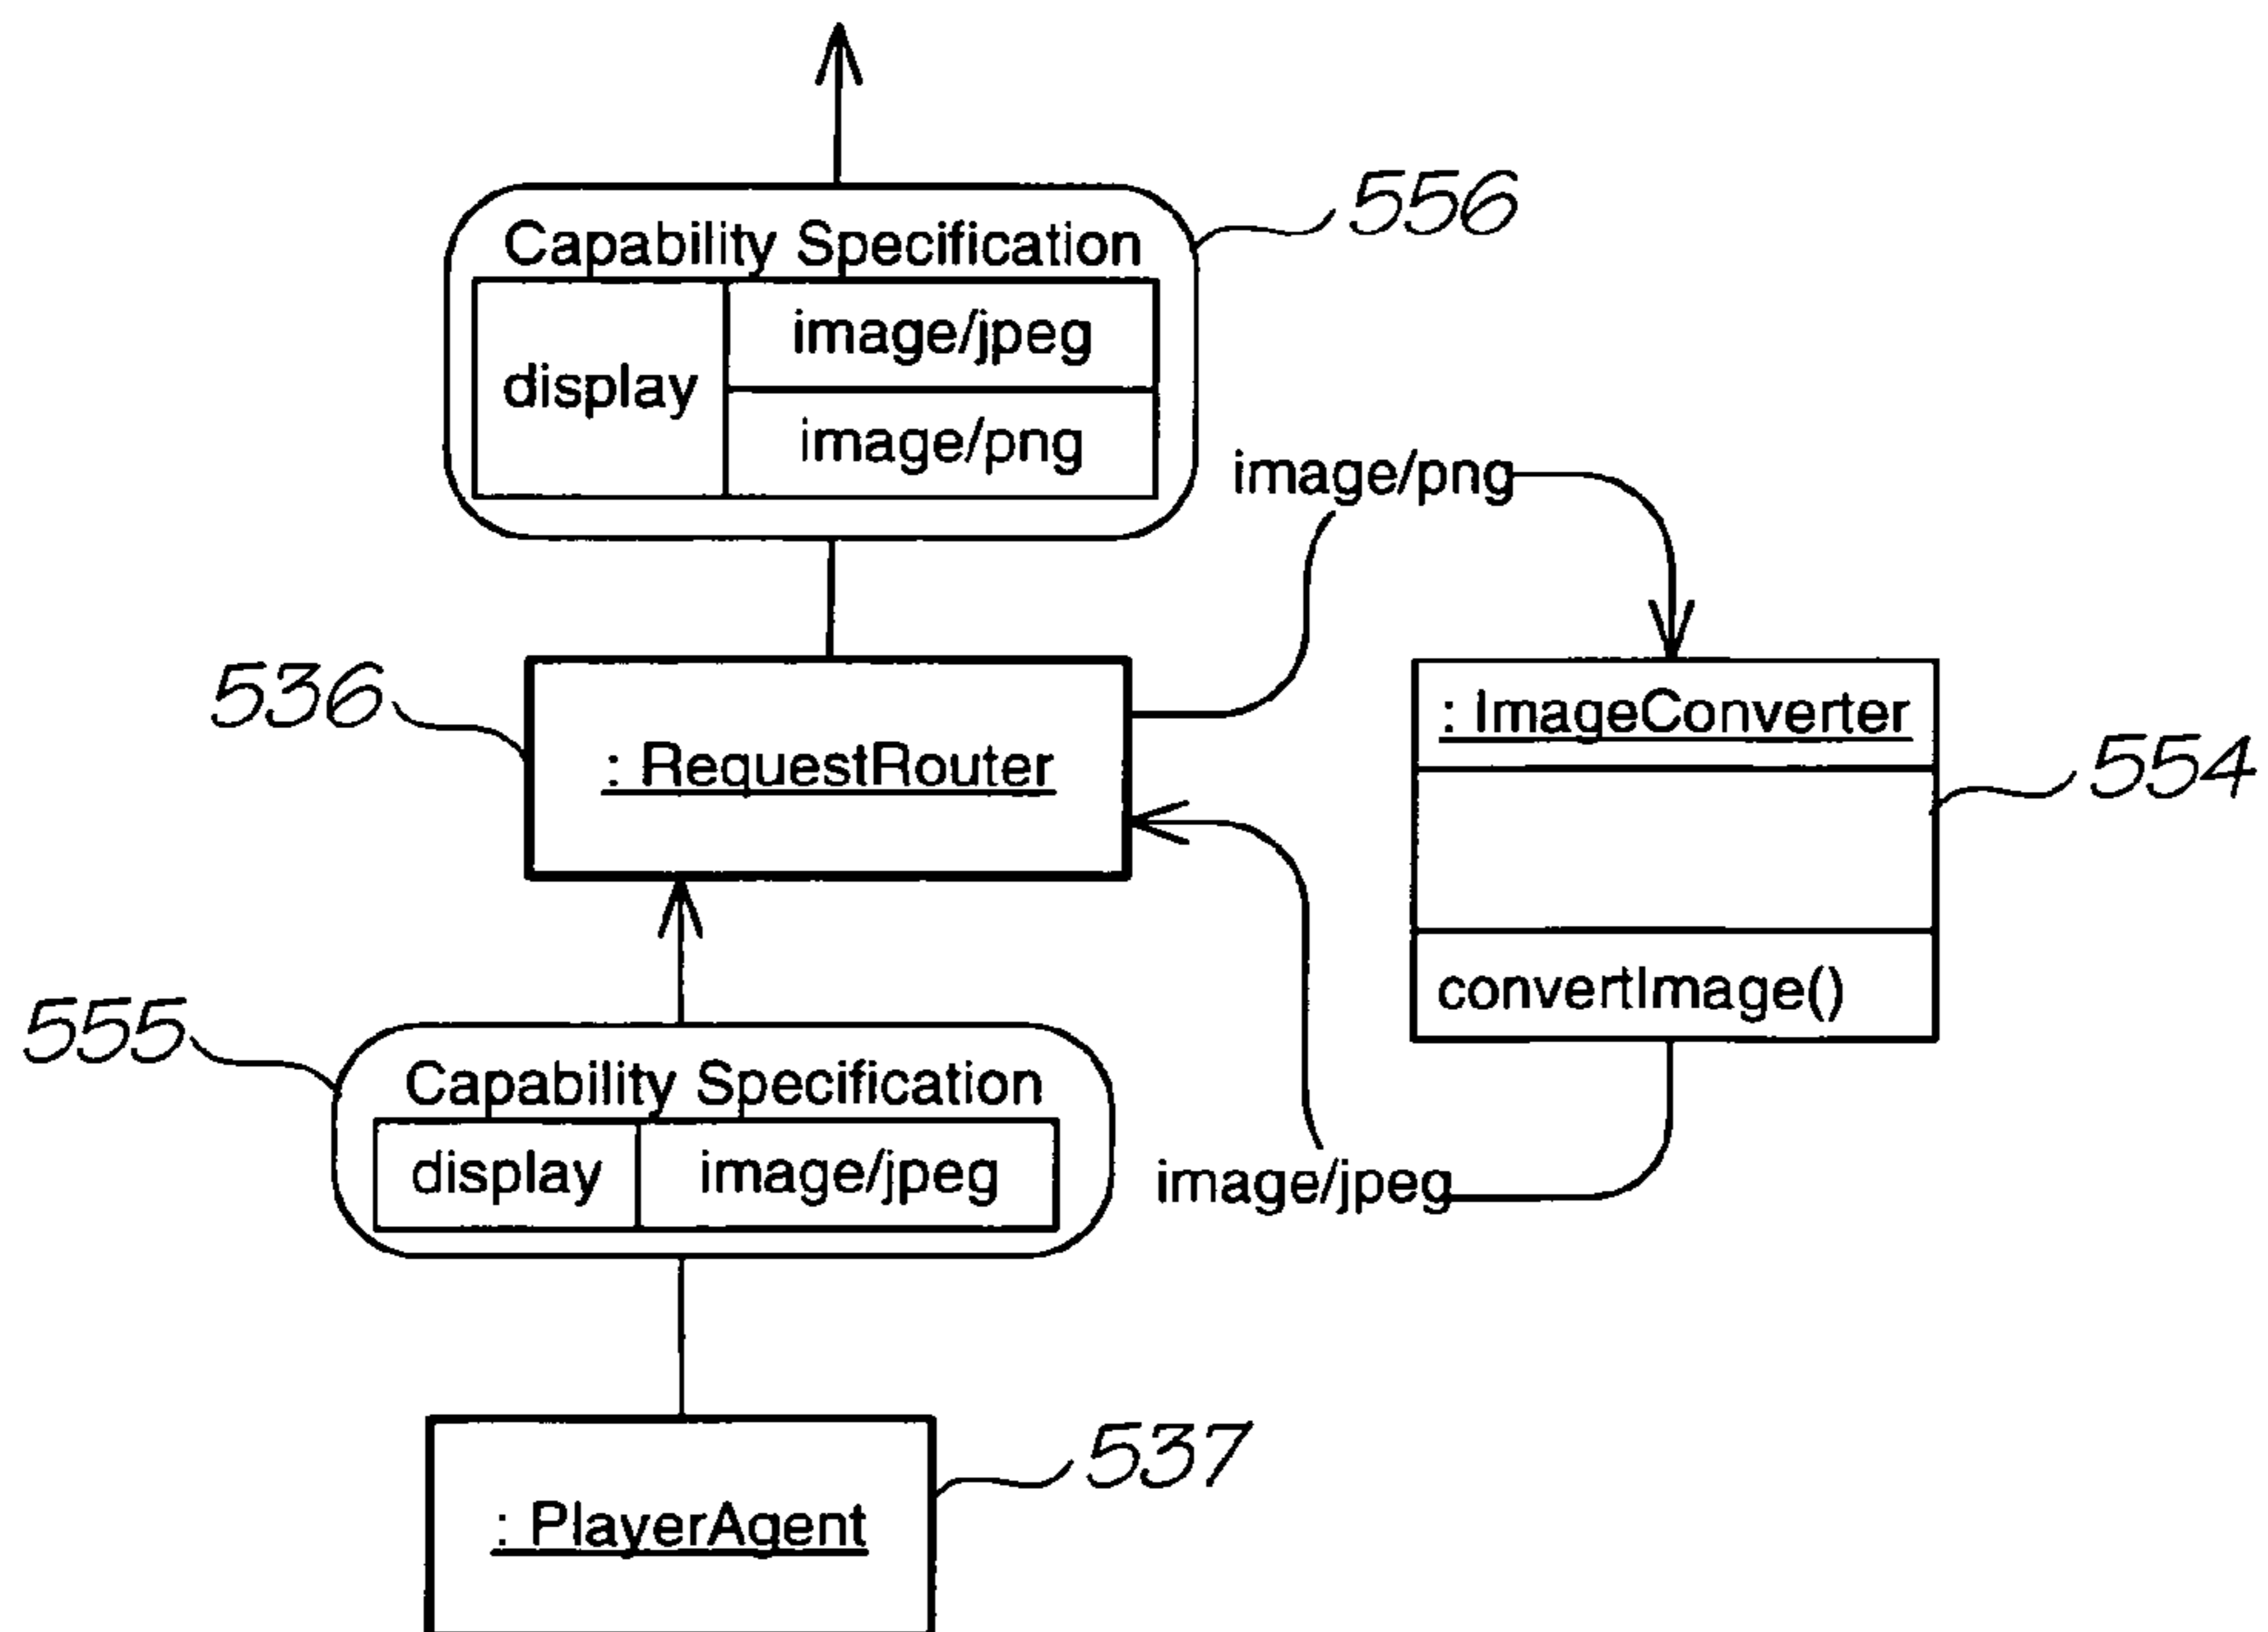 556
Capability Specification
display
image/jpeg
image/png
image/png
536
: RequestRouter
: ImageConverter
554
convertImage()
555
Capability Specification
display
image/jpeg
image/jpeg
537
: PlayerAgent